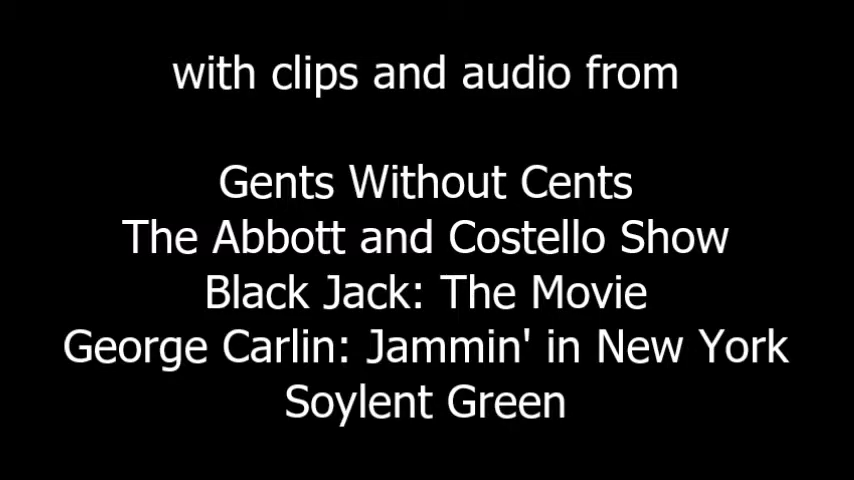 with clips and audio from
Gents Without Cents
The Abbott and Costello Show
Black Jack: The Movie
George Carlin: Jammin' in New York
Soylent Green